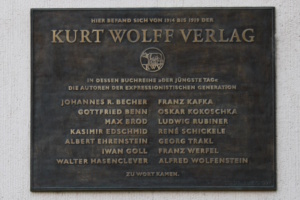 HIER BEFAND SICH VON 1914 BIS 1919 DER
KURT WOLFF VERLAG
IN DESSEN BUCHREIHE »DER JÜNGSTE TAG«
DIE AUTOREN DER EXPRESSIONISTISCHEN GENERATION
JOHANNES R. BECHER FRANZ KAFKA
GOTTFRIED BENN OSKAR KOKOSCHKA
MAX BROD LUDWIG RUBINER
KASIMIR EDSCHMID RENÉ SCHICKELE
ALBERT EHRENSTEIN GEORG TRAKL
IWAN GOLL FRANZ WERFEL
WALTER HASENCLEVER ALFRED WOLFENSTEIN
ZU WORT KAMEN.